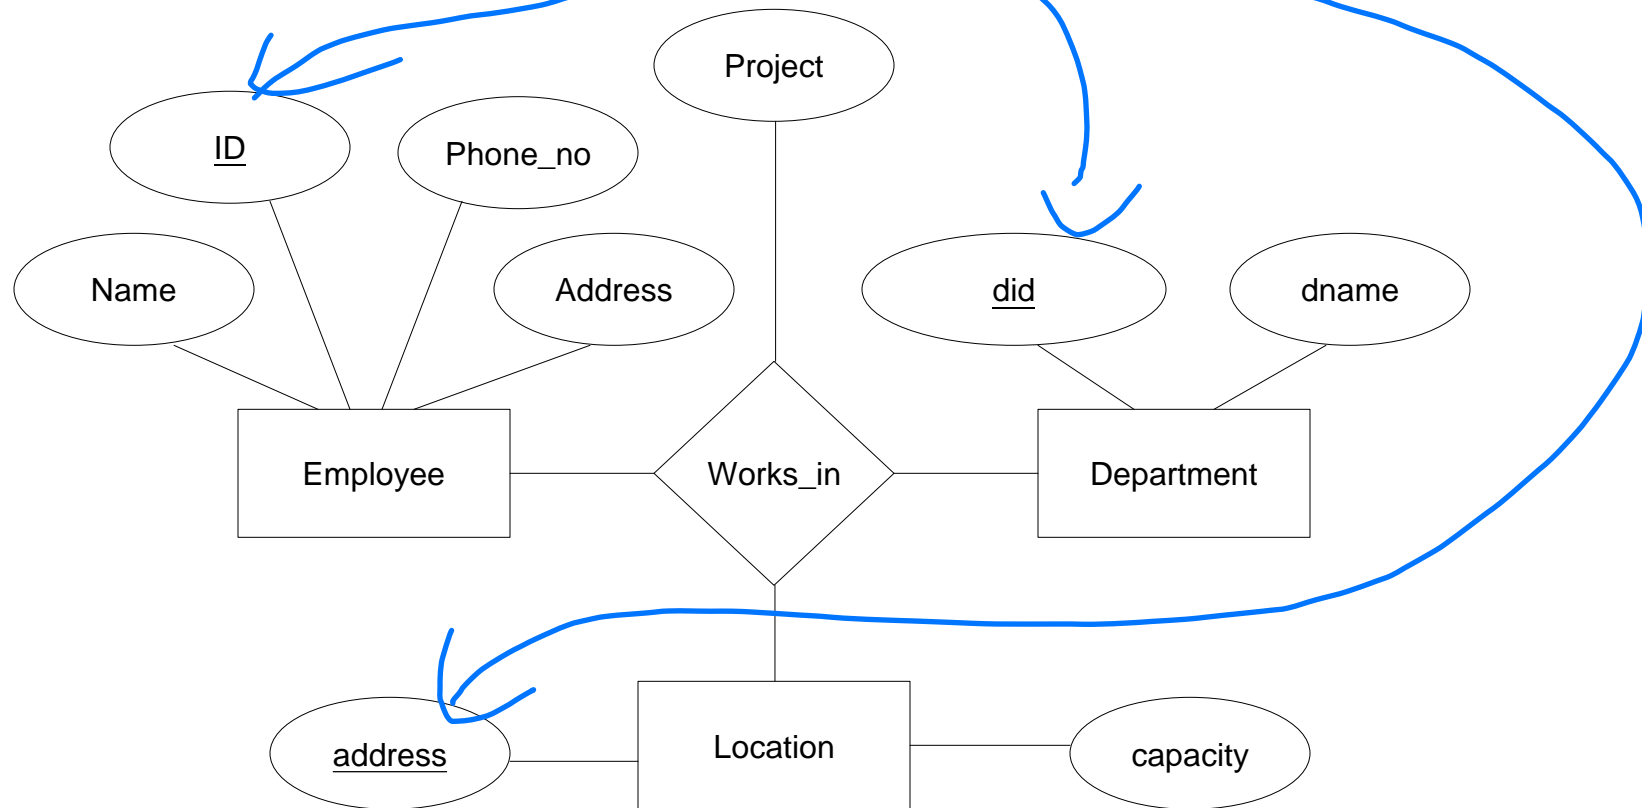 Project
ID
Phone_no
Name
Address
did
dname
Employee
Works_in
Department
address
Location
capacity